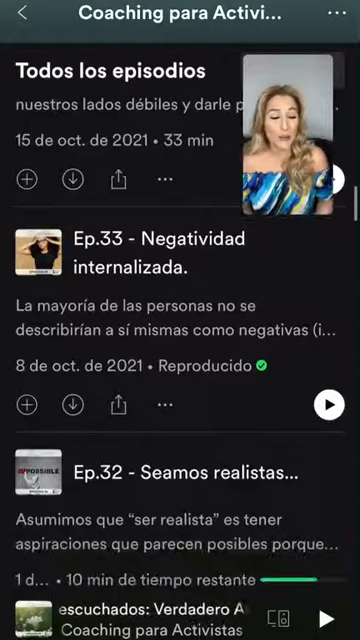 Coaching para Activis...
Todos los episodios
nuestros lados débiles y darle p
15 de oct. de 2021 • 33 min
Ep.33 - Negatividad
internalizada.
La mayoría de las personas no se
describirían a sí mismas como negativas (i...
8 de oct. de 2021 • Reproducido
Ep.32 - Seamos realistas...
IMPOSSIBLE
Asumimos que “ser realista” es tener
aspiraciones que parecen posibles porque...
1 d... • 10 min de tiempo restante
escuchados: Verdadero A
Coaching para Activistas